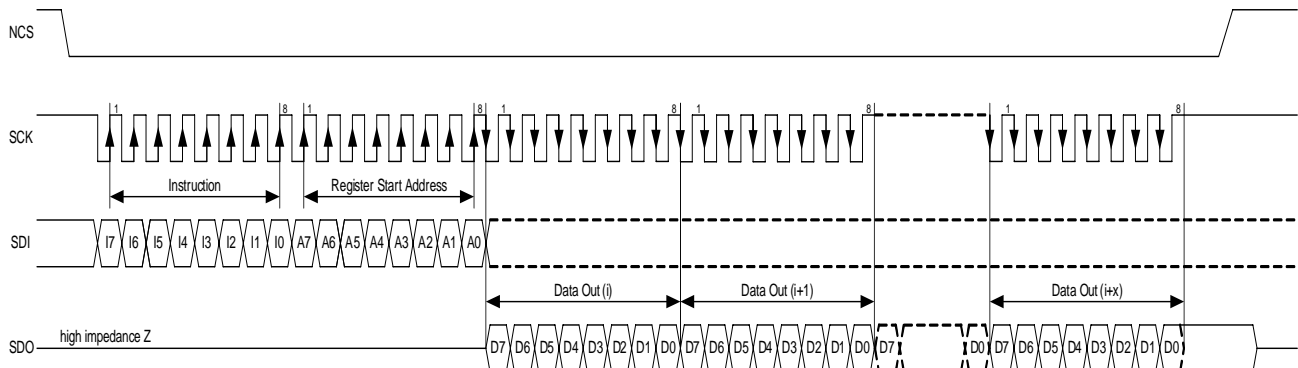 NCS
1 8 1 8 1 8 1 8 1 8
SCK
Instruction Register Start Address
SDI I7 I6 I5 I4 I3 I2 I1 I0 A7 A6 A5 A4 A3 A2 A1 A0
Data Out (i) Data Out (i+1) Data Out (i+x)
high impedance Z
SDO D7 D6 D5 D4 D3 D2 D1 D0 D7 D6 D5 D4 D3 D2 D1 D0 D7 D0 D7 D6 D5 D4 D3 D2 D1 D0